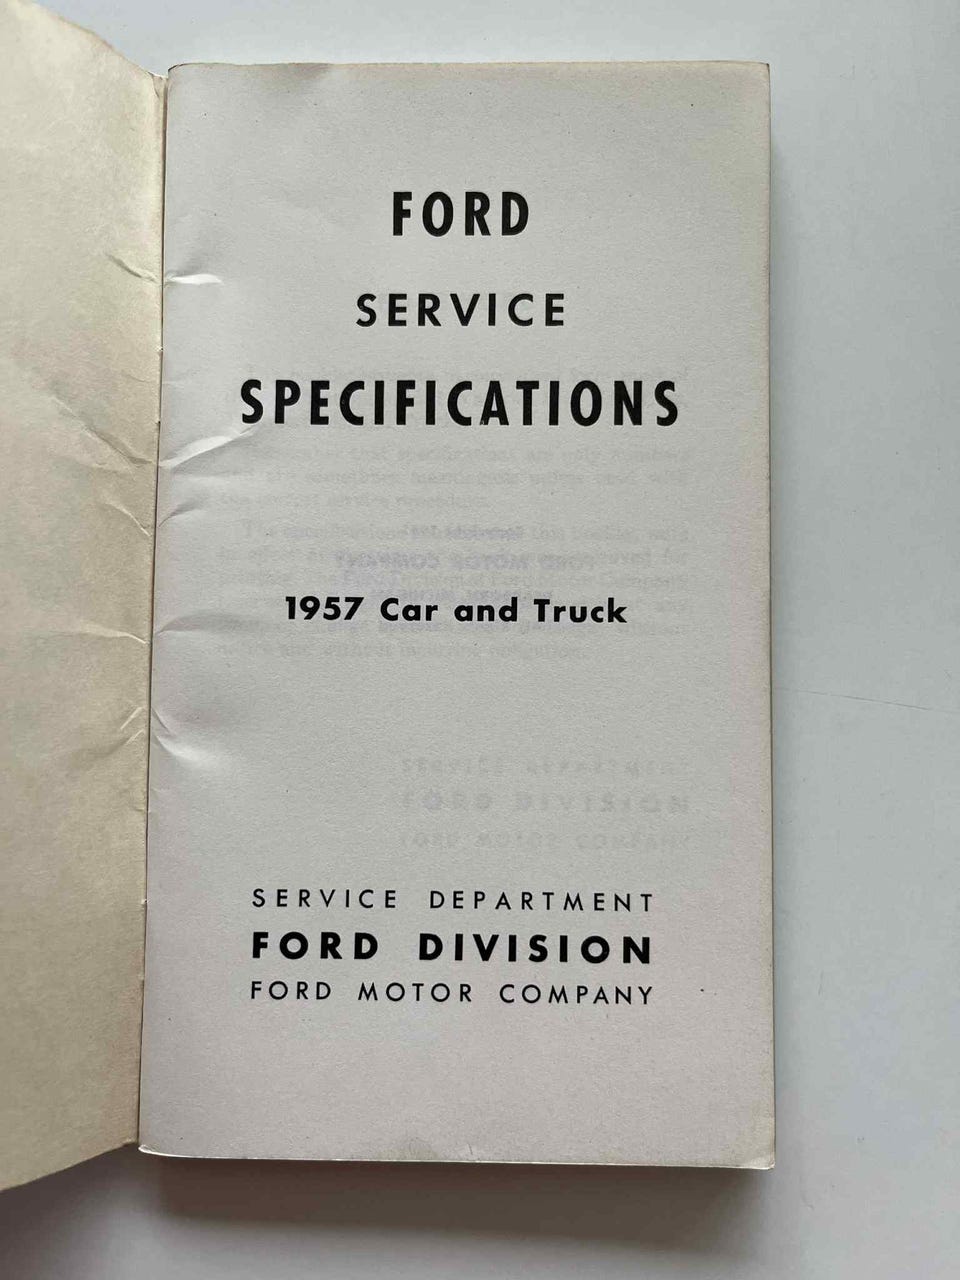 FORD
SERVICE
SPECIFICATIONS
1957 Car and Truck
SERVICE DEPARTMENT
FORD DIVISION
FORD MOTOR COMPANY